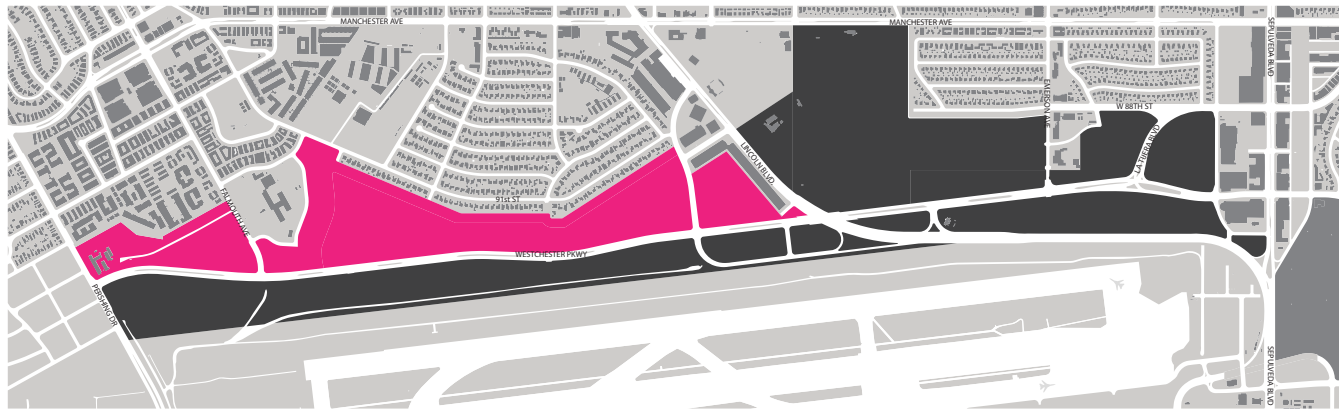 MANCHESTER AVE
MANCHESTER AVE
SEPULVEDA BLVD
EMERSON AVE
W 88TH ST
LINCOLN BLVD
LA TIJERA BLVD
FALMOUTH AVE
91st ST
WESTCHESTER PKWY
PERSHING DR
SEPULVEDA BLVD